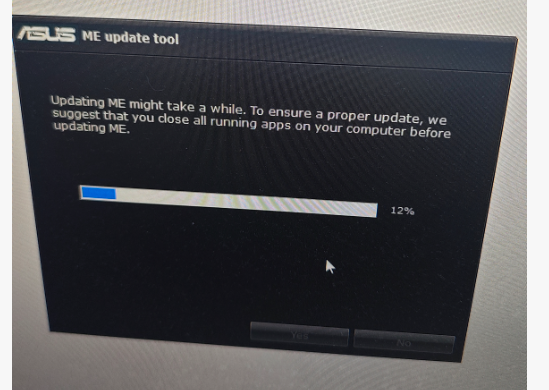 ASUS ME update tool
Updating ME might take a while. To ensure a proper update, we
suggest that you close all running apps on your computer before
updating ME.
12%
Yes No